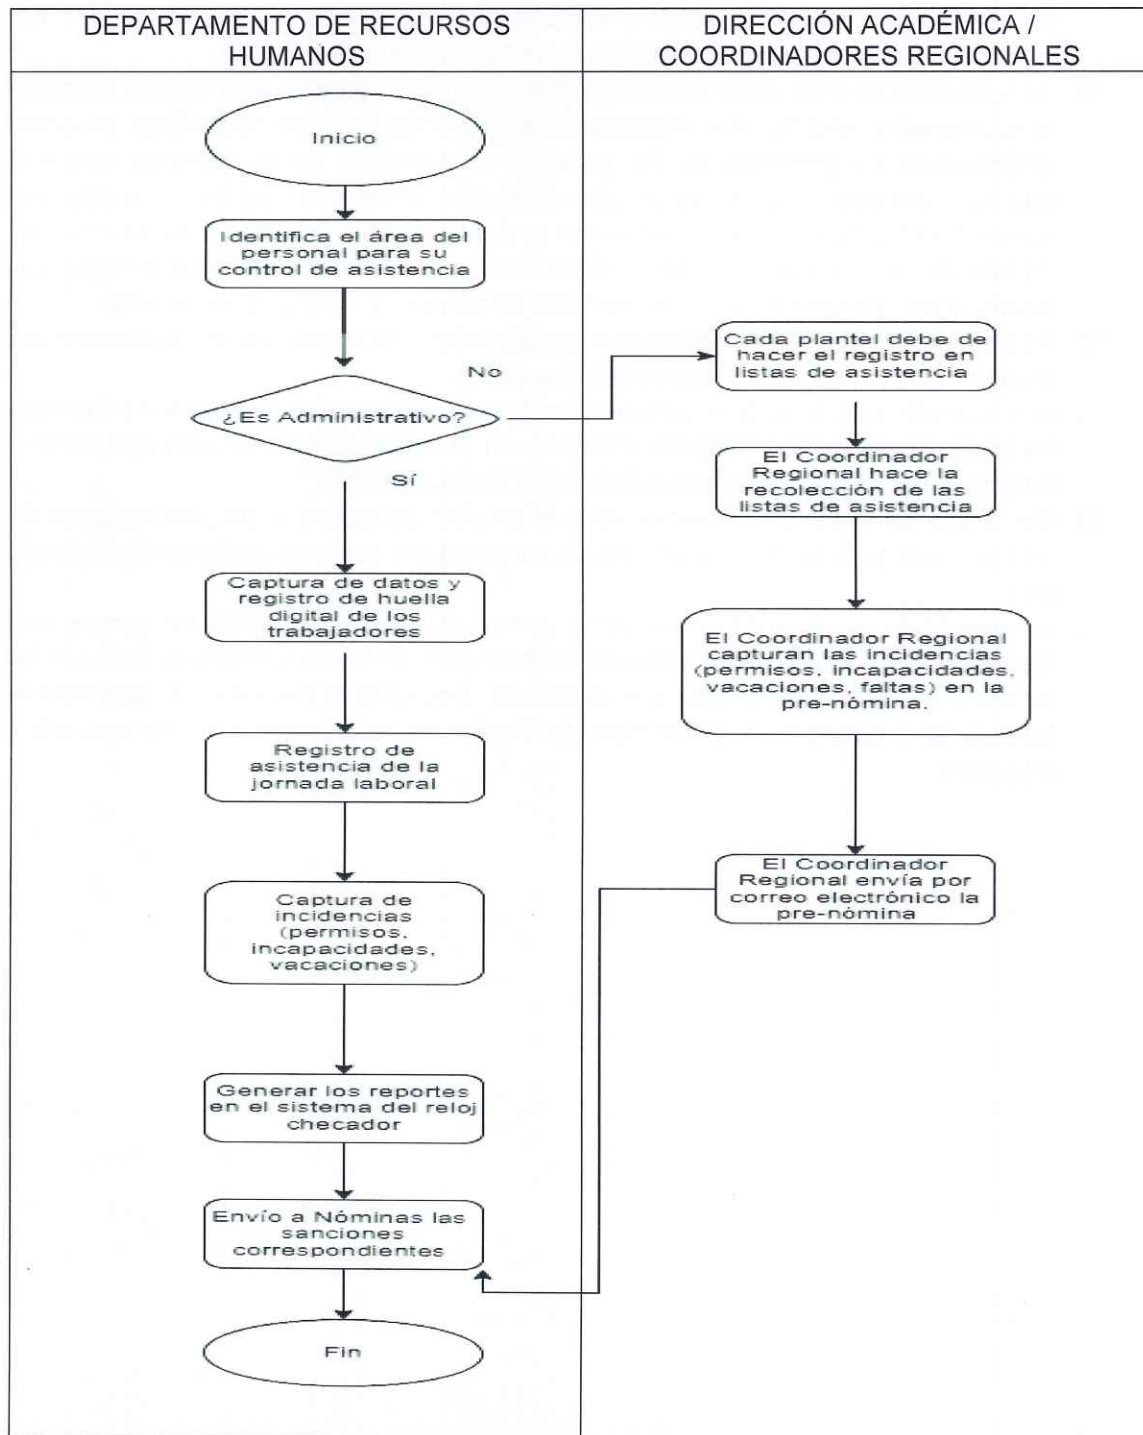 DEPARTAMENTO DE RECURSOS
HUMANOS
DIRECCIÓN ACADÉMICA /
COORDINADORES REGIONALES
Inicio
Identifica el área del
personal para su
control de asistencia
¿Es Administrativo?
No
Sí
Captura de datos y
registro de huella
digital de los
trabajadores
Registro de
asistencia de la
jornada laboral
Captura de
incidencias
(permisos,
incapacidades,
vacaciones)
Generar los reportes
en el sistema del reloj
checador
Envío a Nóminas las
sanciones
correspondientes
Fin
Cada plantel debe de
hacer el registro en
listas de asistencia
El Coordinador
Regional hace la
recolección de las
listas de asistencia
El Coordinador Regional
capturan las incidencias
(permisos, incapacidades,
vacaciones, faltas) en la
pre-nómina.
El Coordinador
Regional envía por
correo electrónico la
pre-nómina